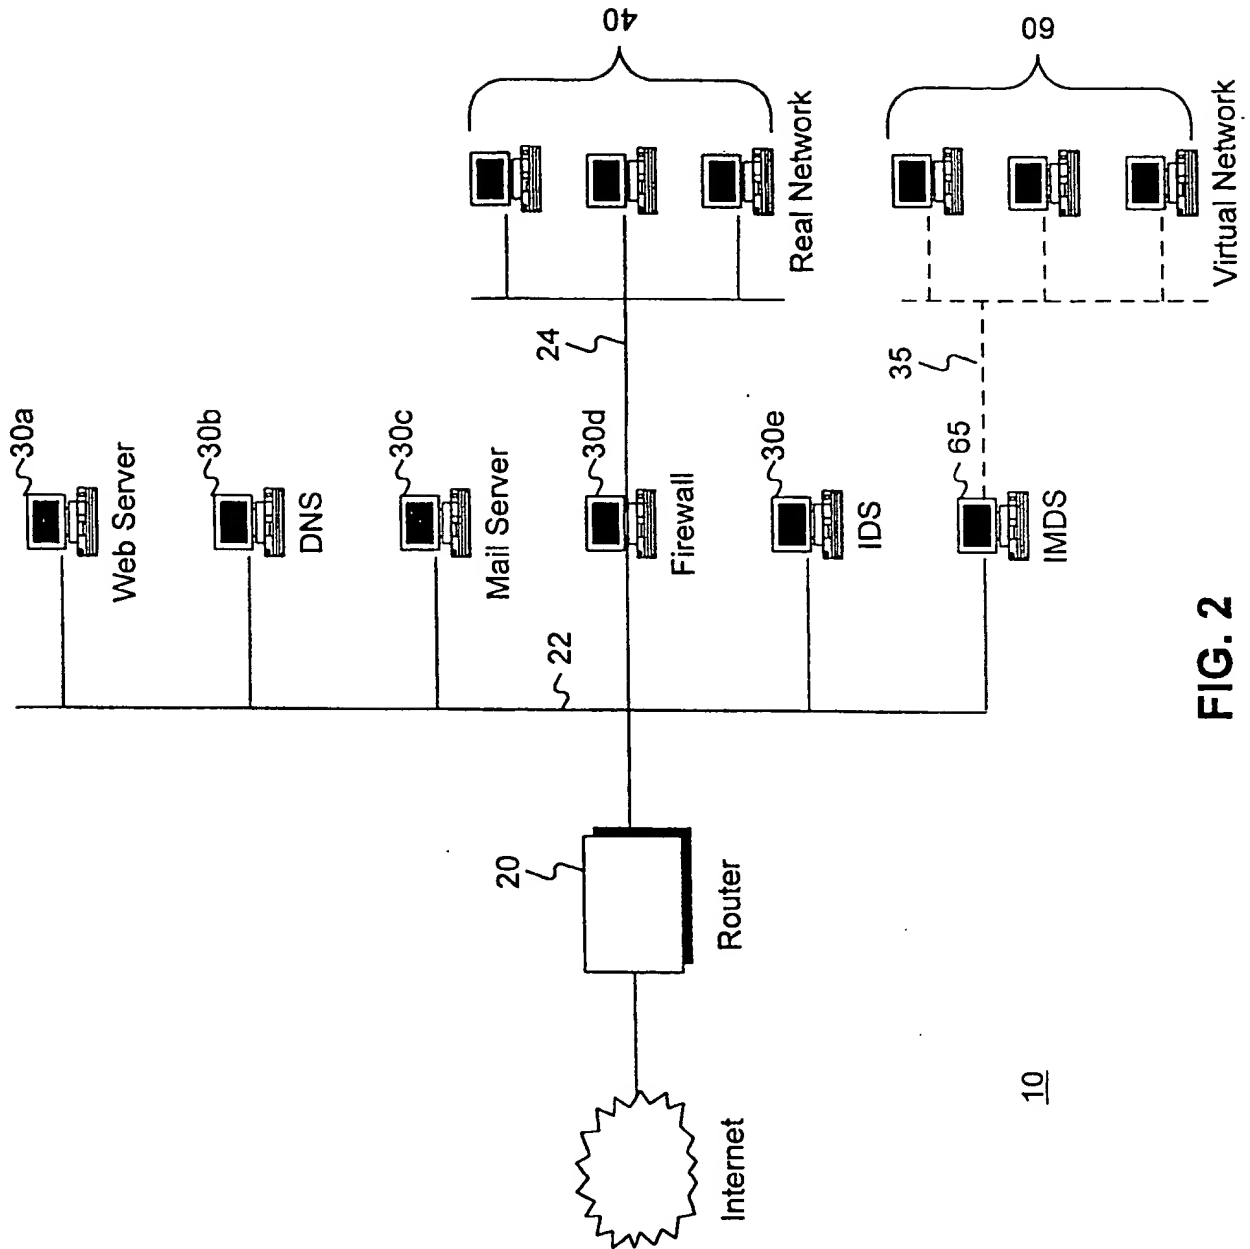 30a
Web Server
30b
DNS
30c
Mail Server
30d
Firewall
30e
IDS
65
IMDS
22
24
35
40
Real Network
60
Virtual Network
20
Router
Internet
10
FIG. 2